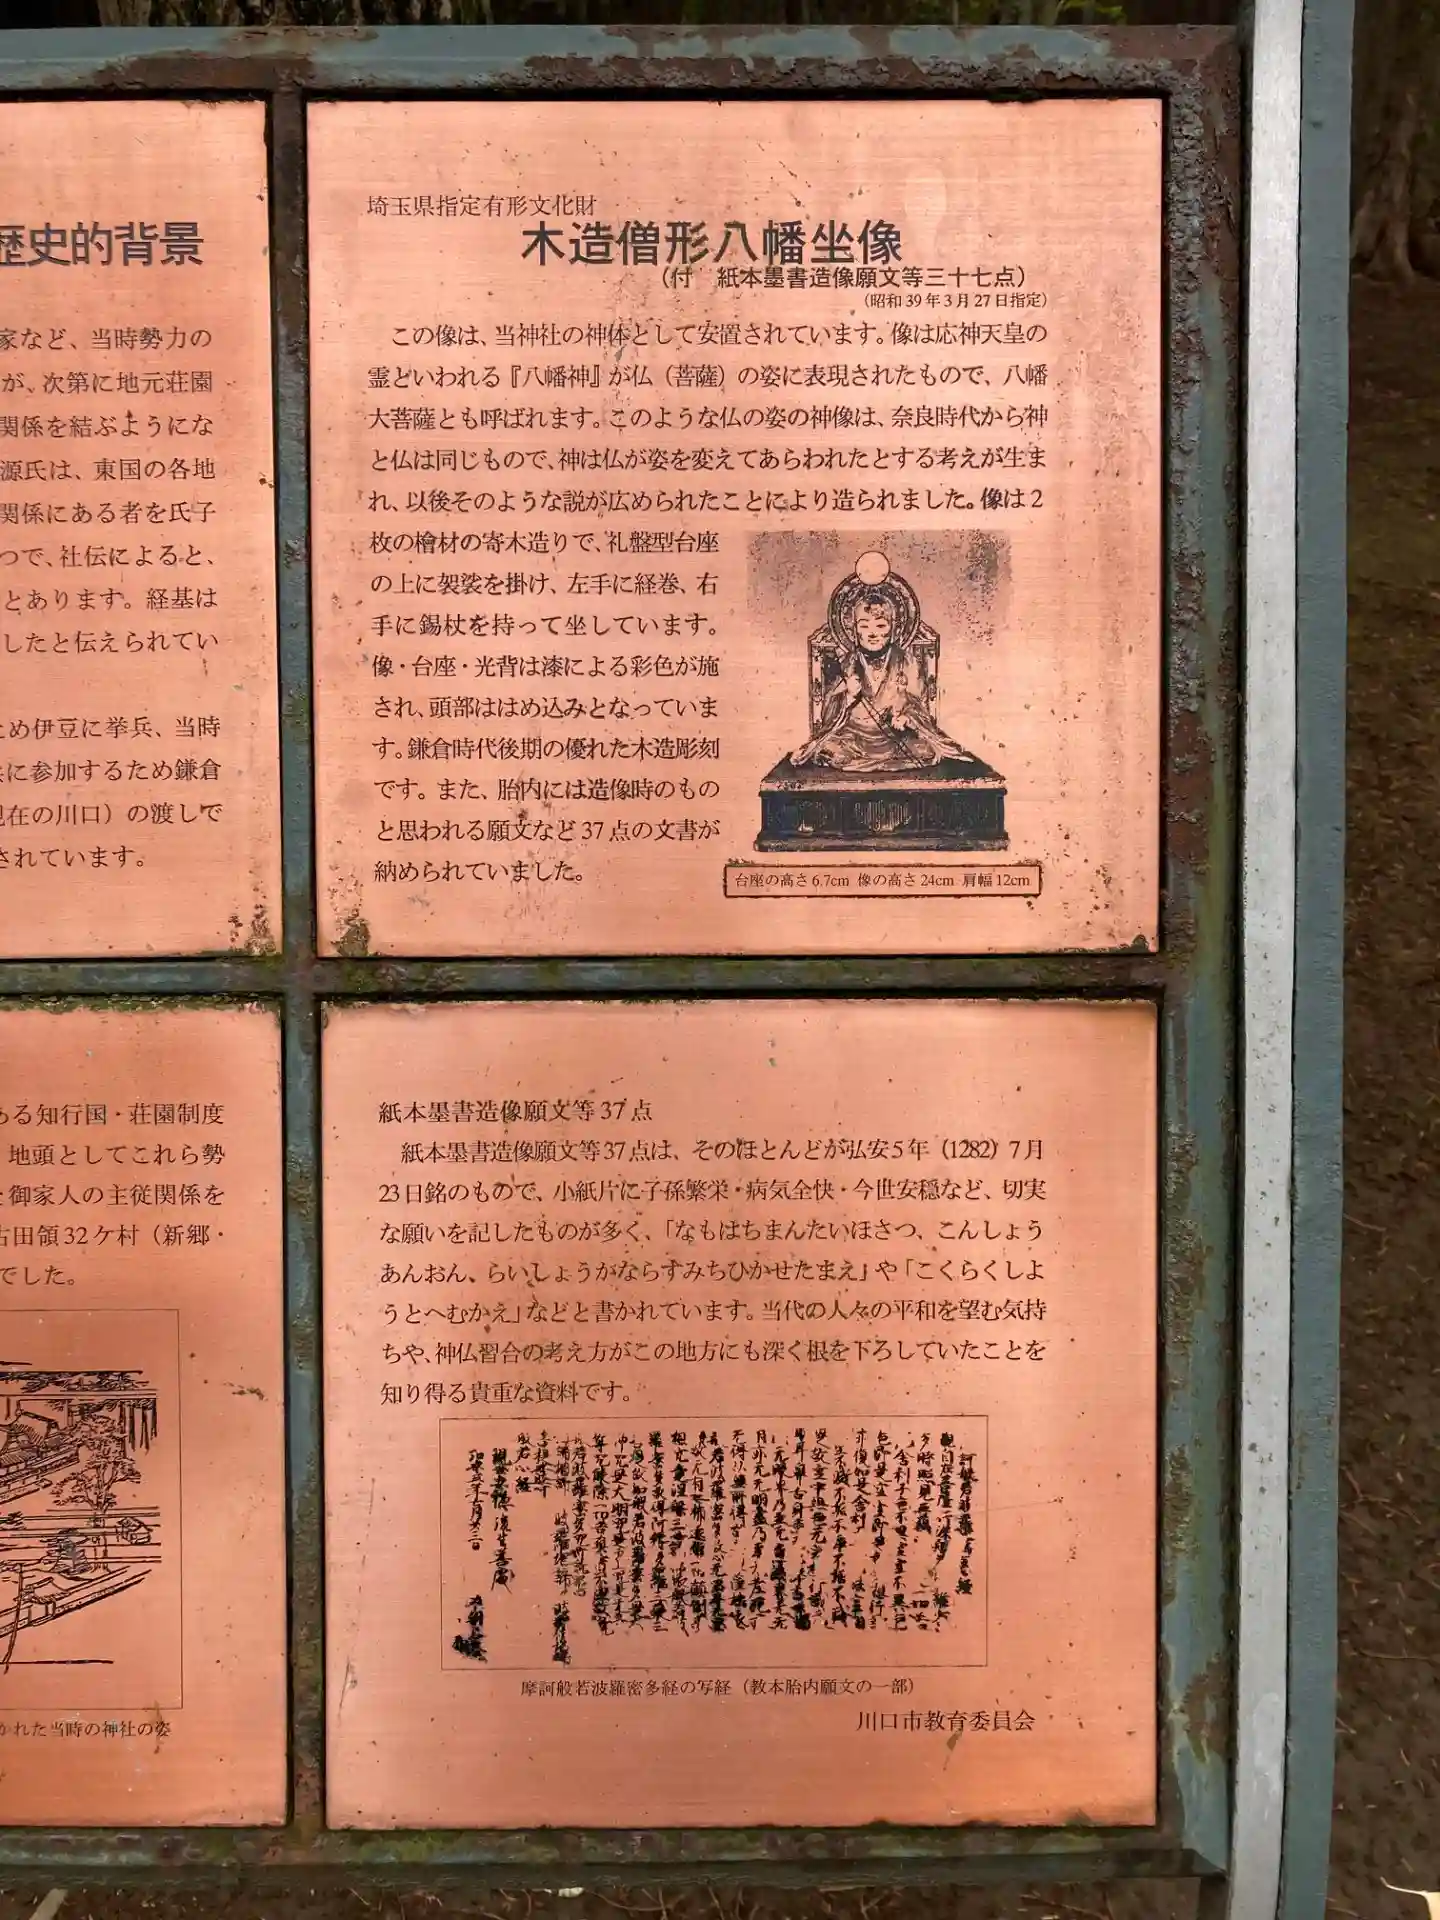 歴史的背景
家など、当時勢力の
が、次第に地元荘園
関係を結ぶようにな
源氏は、東国の各地
関係にある者を氏子
つで、社伝によると、
とあります。経基は
したと伝えられてい
ため伊豆に挙兵、当時
に参加するため鎌倉
現在の川口）の渡しで
されています。
埼玉県指定有形文化財
木造僧形八幡坐像
（付　紙本墨書造像願文等三十七点）
（昭和39年3月27日指定）
この像は、当神社の神体として安置されています。像は応神天皇の
霊どいわれる『八幡神』が仏（菩薩）の姿に表現されたもので、八幡
大菩薩とも呼ばれます。このような仏の姿の神像は、奈良時代から神
と仏は同じもので、神は仏が姿を変えてあらわれたとする考えが生ま
れ、以後そのような説が広められたことにより造られました。像は2
枚の檜材の寄木造りで、礼盤型台座
の上に袈裟を掛け、左手に経巻、右
手に錫杖を持って坐しています。
像・台座・光背は漆による彩色が施
され、頭部ははめ込みとなっていま
す。鎌倉時代後期の優れた木造彫刻
です。また、胎内には造像時のもの
と思われる願文など37点の文書が
納められていました。
台座の高さ6.7cm 像の高さ24cm 肩幅12cm
ある知行国・荘園制度
地頭としてこれら勢
御家人の主従関係を
古田領32ケ村（新郷・
でした。
かれた当時の神社の姿
紙本墨書造像願文等37点
紙本墨書造像願文等37点は、そのほとんどが弘安5年（1282）7月
23日銘のもので、小紙片に子孫繁栄・病気全快・今世安穏など、切実
な願いを記したものが多く、「なもはちまんたいほさつ、こんしょう
あんおん、らいしょうがならずみちひかせたまえ」や「こくらくしよ
うとへむかえ」などと書かれています。当代の人々の平和を望む気持
ちや、神仏習合の考え方がこの地方にも深く根を下ろしていたことを
知り得る貴重な資料です。
摩訶般若波羅密多経の写経（教本胎内願文の一部）
川口市教育委員会